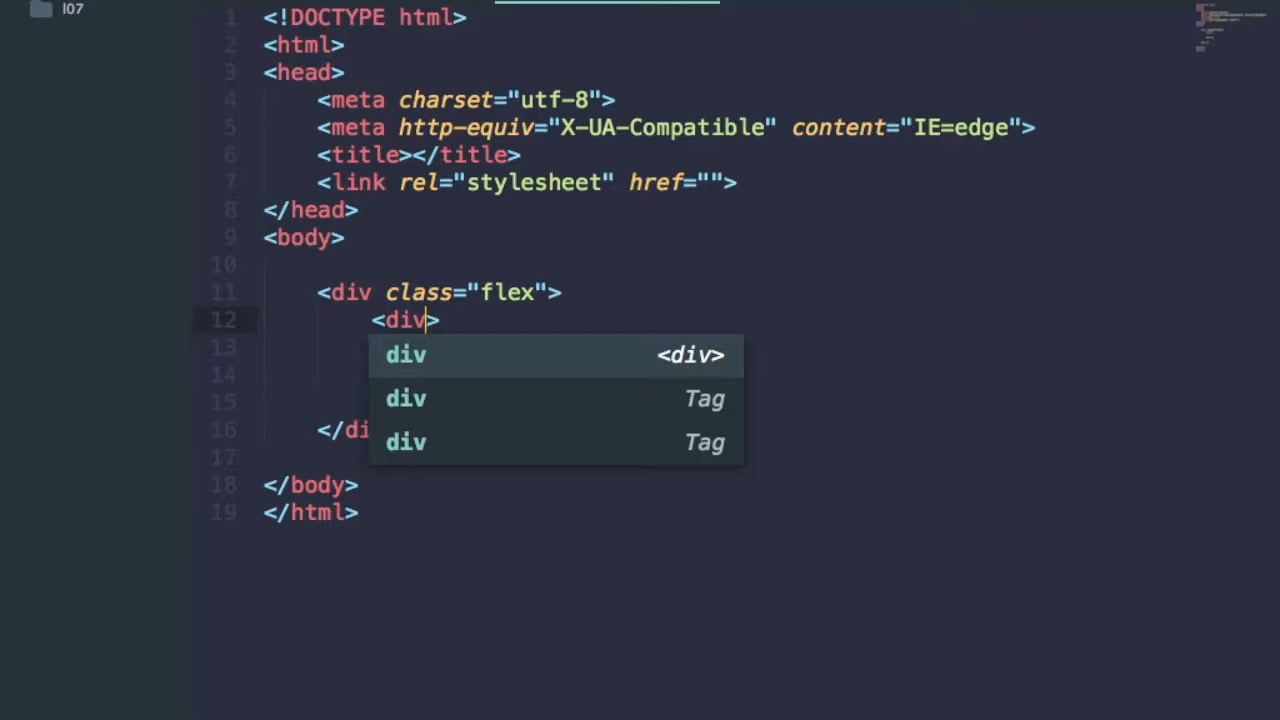 l07
1 <!DOCTYPE html>
2 <html>
3 <head>
4 <meta charset="utf-8">
5 <meta http-equiv="X-UA-Compatible" content="IE=edge">
6 <title></title>
7 <link rel="stylesheet" href="">
8 </head>
9 <body>
10
11 <div class="flex">
12 <div>
13 div <div>
14 div Tag
15 div Tag
16 </di
17
18 </body>
19 </html>